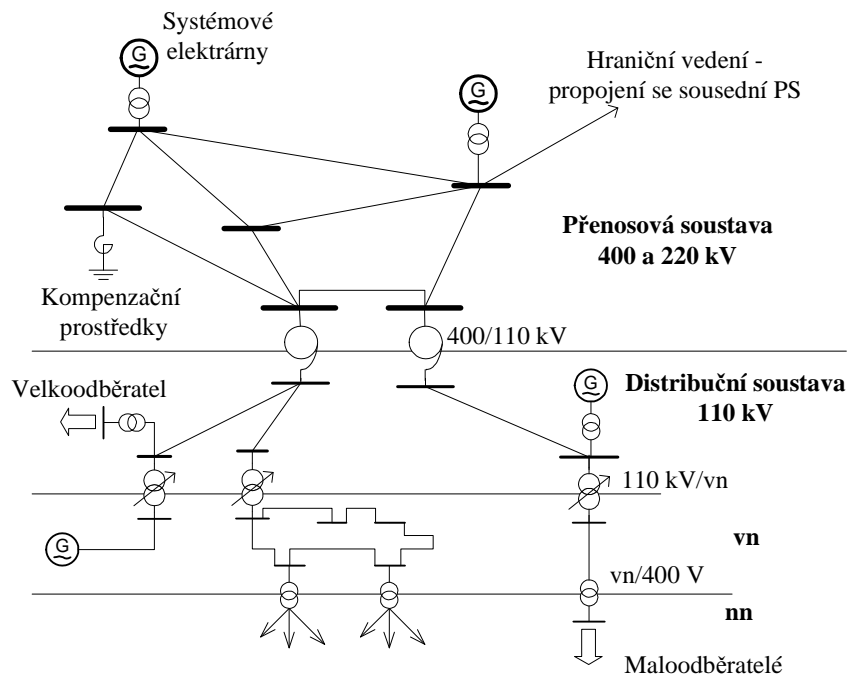 Systémové
elektrárny
G
G
Hraniční vedení -
propojení se sousední PS
Přenosová soustava
400 a 220 kV
Kompenzační
prostředky
400/110 kV
Velkoodběratel
G
Distribuční soustava
110 kV
110 kV/vn
G
vn
vn/400 V
nn
Maloodběratelé